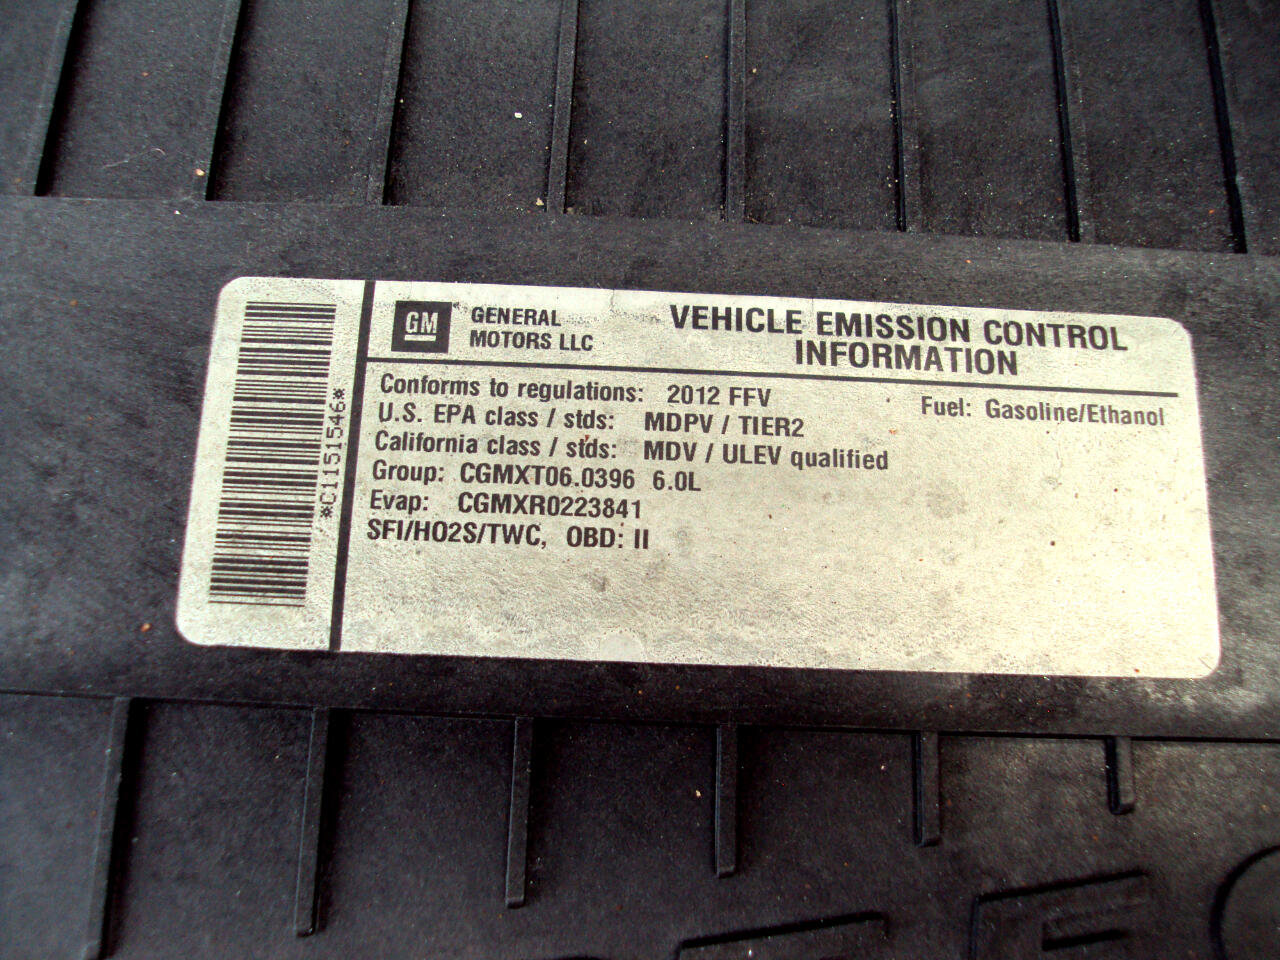 *C1151546*
GM
GENERAL
MOTORS LLC
VEHICLE EMISSION CONTROL
INFORMATION
Conforms to regulations: 2012 FFV
Fuel: Gasoline/Ethanol
U.S. EPA class / stds: MDPV / TIER2
California class / stds: MDV / ULEV qualified
Group: CGMXT06.0396 6.0L
Evap: CGMXR0223841
SFI/HO2S/TWC, OBD: II